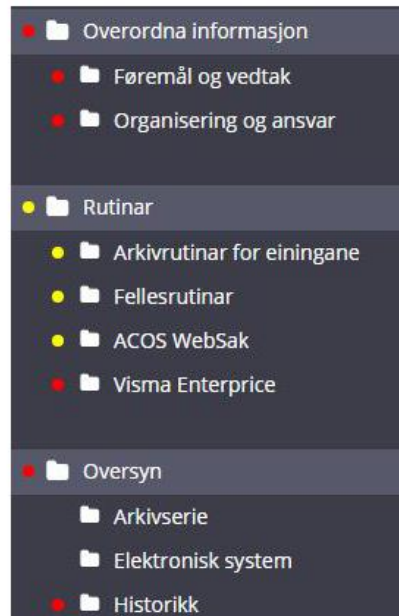 Overordna informasjon
Føremål og vedtak
Organisering og ansvar
Rutinar
Arkivrutinar for einingane
Fellesrutinar
ACOS WebSak
Visma Enterprice
Oversyn
Arkivserie
Elektronisk system
Historikk